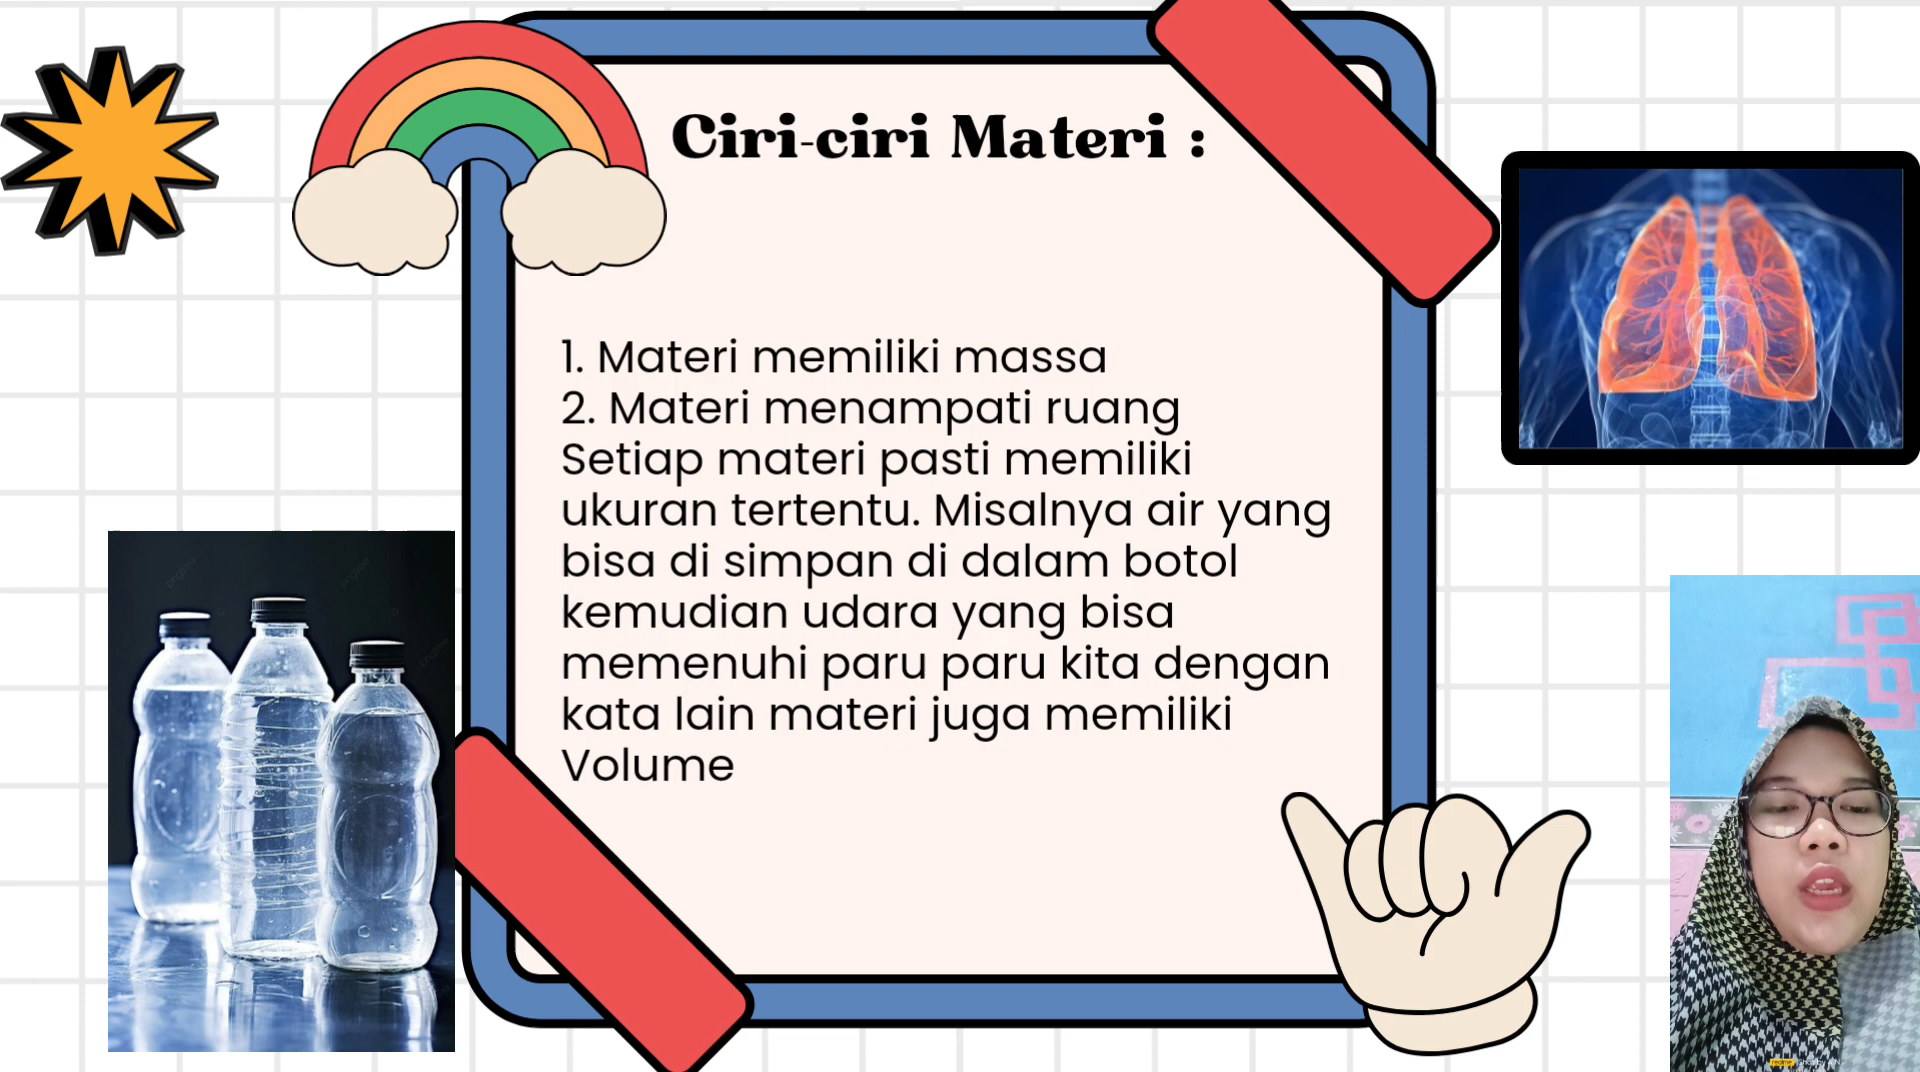 Ciri-ciri Materi :
1. Materi memiliki massa
2. Materi menampati ruang
Setiap materi pasti memiliki
ukuran tertentu. Misalnya air yang
bisa di simpan di dalam botol
kemudian udara yang bisa
memenuhi paru paru kita dengan
kata lain materi juga memiliki
Volume
realme